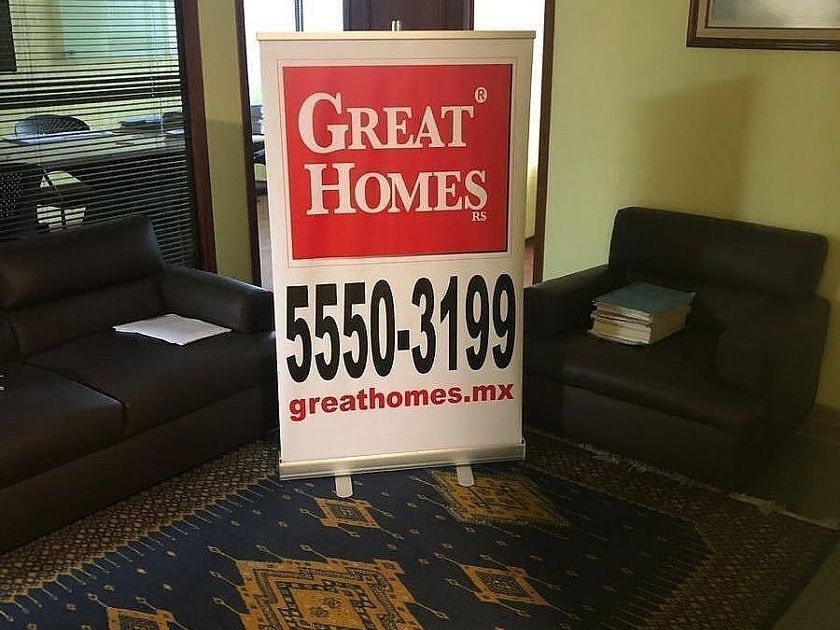 GREAT®
HOMES
RS
5550-3199
greathomes.mx